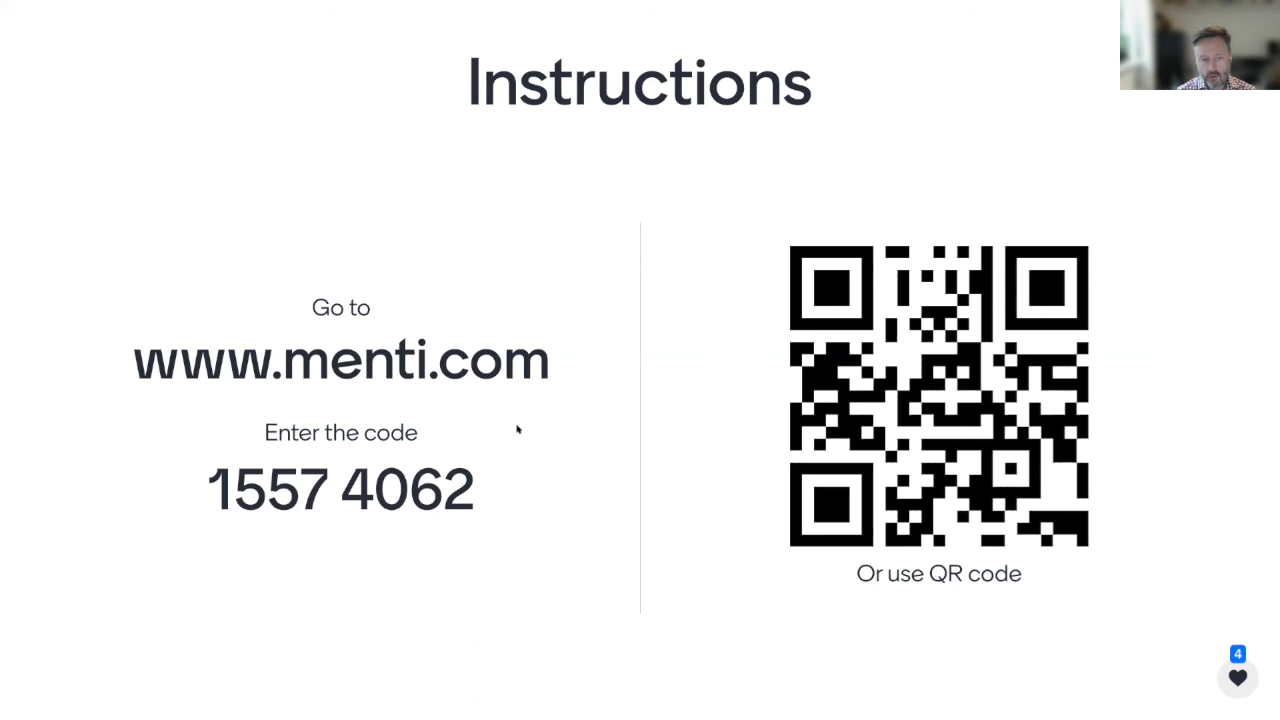 Instructions
Go to
www.menti.com
Enter the code
1557 4062
Or use QR code
4